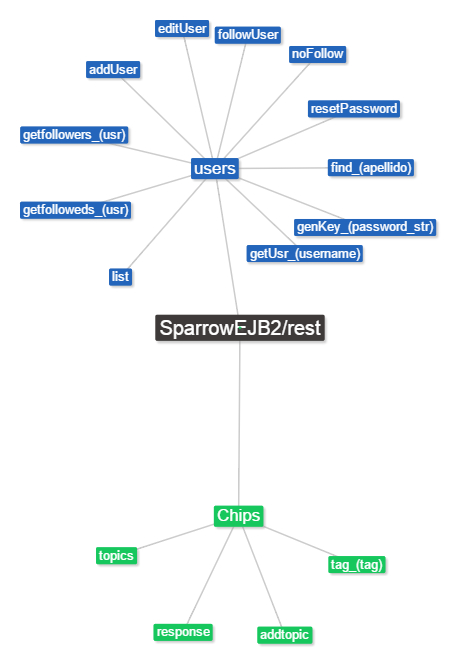 editUser
followUser
noFollow
addUser
resetPassword
getfollowers_(usr)
users
find_(apellido)
getfolloweds_(usr)
genKey_(password_str)
getUsr_(username)
list
SparrowEJB2/rest
Chips
topics
tag_(tag)
response
addtopic